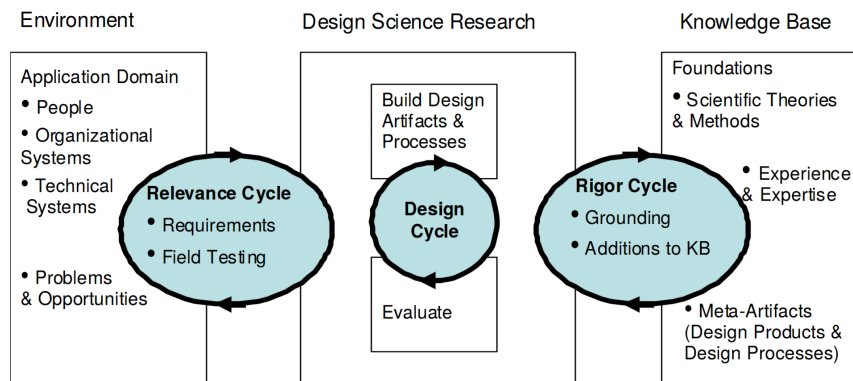 Environment
Design Science Research
Knowledge Base
Application Domain
• People
• Organizational
Systems
• Technical
Systems
• Problems
& Opportunities
Relevance Cycle
• Requirements
• Field Testing
Build Design
Artifacts &
Processes
Design
Cycle
Evaluate
Rigor Cycle
• Grounding
• Additions to KB
Foundations
• Scientific Theories
& Methods
• Experience
& Expertise
• Meta-Artifacts
(Design Products &
Design Processes)